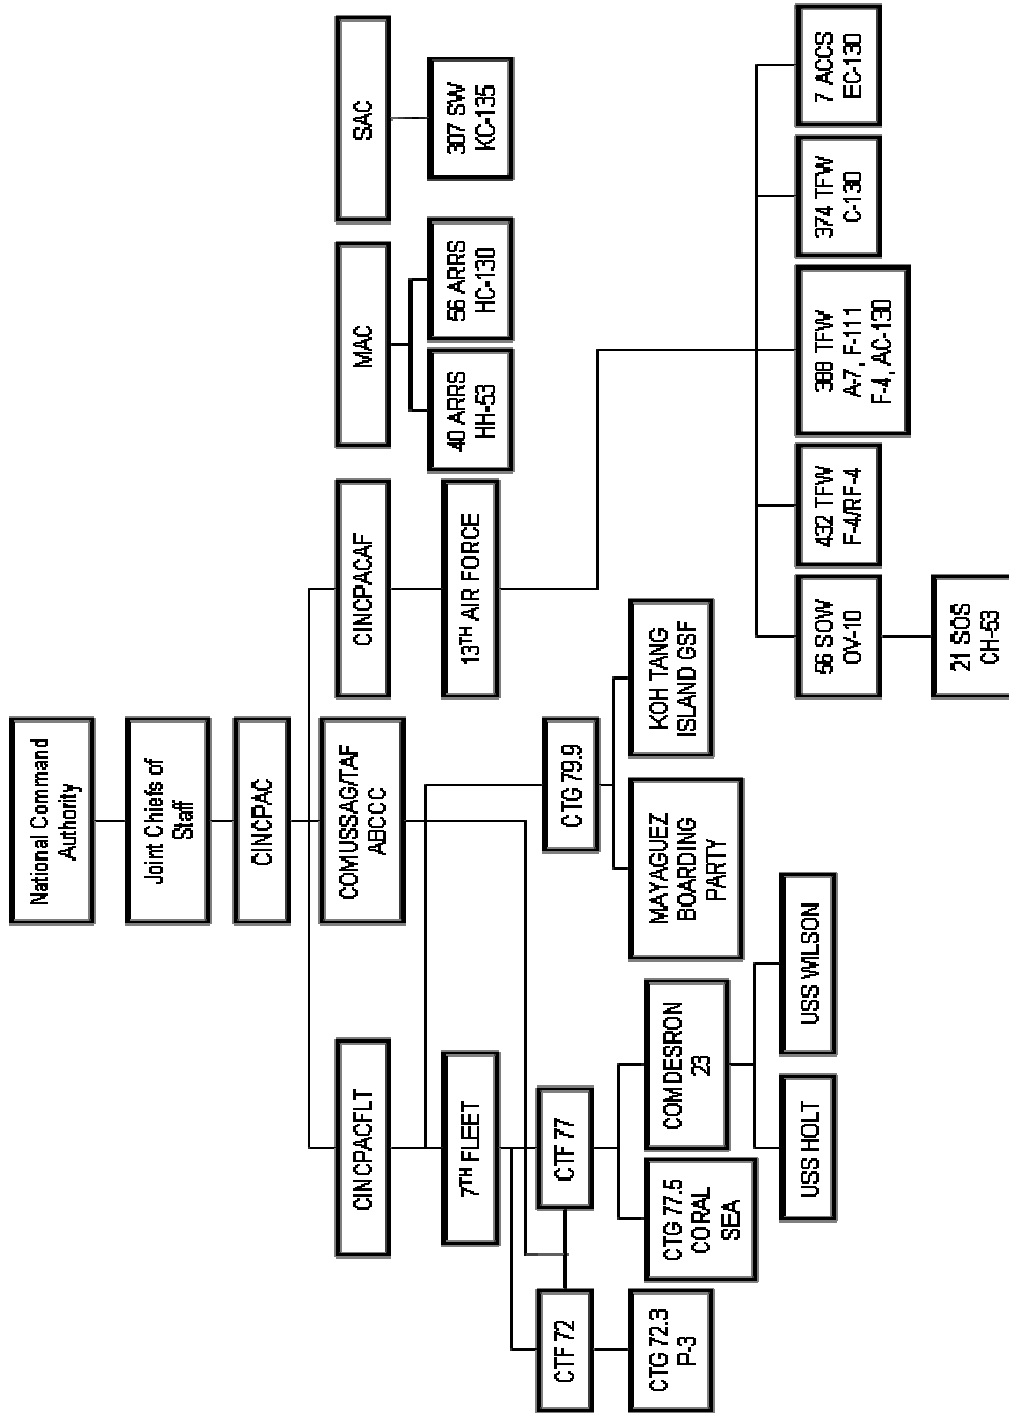 National Command
Authority
Joint Chiefs of
Staff
CINCPAC
CINCPACFLT
COMUSSAG/TAF
ABCCC
CINCPACAF
MAC
SAC
7TH FLEET
13TH AIR FORCE
40 ARRS
HH-53
56 ARRS
HC-130
307 SW
KC-135
CTF 72
CTF 77
CTG 79.9
CTG 72.3
P-3
CTG 77.5
CORAL
SEA
COMDESRON
23
MAYAGUEZ
BOARDING
PARTY
KOH TANG
ISLAND GSF
USS HOLT
USS WILSON
56 SOW
OV-10
432 TFW
F-4/RF-4
388 TFW
A-7, F-111
F-4, AC-130
374 TFW
C-130
7 ACCS
EC-130
21 SOS
CH-53